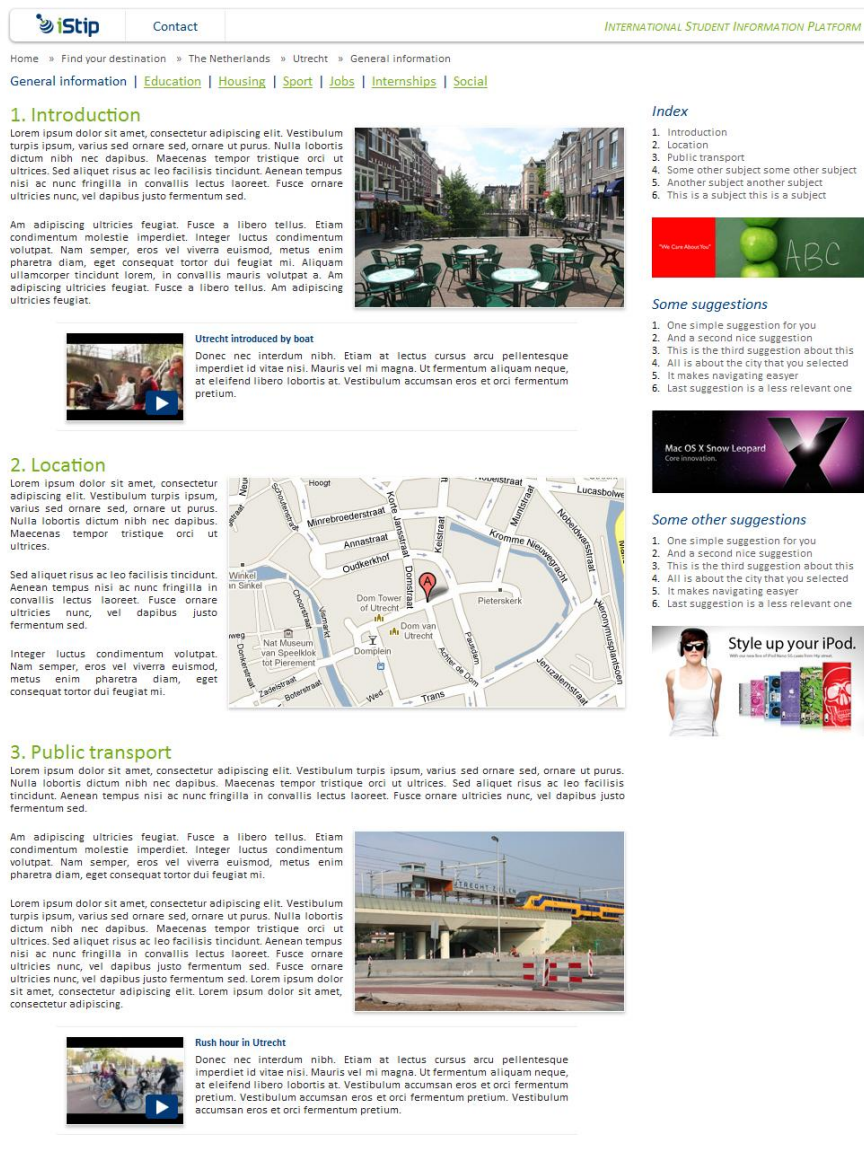 iStip
Contact
INTERNATIONAL STUDENT INFORMATION PLATFORM
Home » Find your destination » The Netherlands » Utrecht » General information
General information | Education | Housing | Sport | Jobs | Internships | Social
1. Introduction
Lorem ipsum dolor sit amet, consectetur adipiscing elit. Vestibulum
turpis ipsum, varius sed ornare sed, ornare ut purus. Nulla lobortis
dictum nibh nec dapibus. Maecenas tempor tristique orci ut
ultrices. Sed aliquet risus ac leo facilisis tincidunt. Aenean tempus
nisi ac nunc fringilla in convallis lectus laoreet. Fusce ornare
ultricies nunc, vel dapibus justo fermentum sed.
Am adipiscing ultricies feugiat. Fusce a libero tellus. Etiam
condimentum molestie imperdiet. Integer luctus condimentum
volutpat. Nam semper, eros vel viverra euismod, metus enim
pharetra diam, eget consequat tortor dui feugiat mi. Aliquam
ullamcorper tincidunt lorem, in convallis mauris volutpat a. Am
adipiscing ultricies feugiat. Fusce a libero tellus. Am adipiscing
ultricies feugiat.
Utrecht introduced by boat
Donec nec interdum nibh. Etiam at lectus cursus arcu pellentesque
imperdiet id vitae nisi. Mauris vel mi magna. Ut fermentum aliquam neque,
at eleifend libero lobortis at. Vestibulum accumsan eros et orci fermentum
pretium.
2. Location
Lorem ipsum dolor sit amet, consectetur
adipiscing elit. Vestibulum turpis ipsum,
varius sed ornare sed, ornare ut purus.
Nulla lobortis dictum nibh nec dapibus.
Maecenas tempor tristique orci ut
ultrices.
Sed aliquet risus ac leo facilisis tincidunt.
Aenean tempus nisi ac nunc fringilla in
convallis lectus laoreet. Fusce ornare
ultricies nunc, vel dapibus justo
fermentum sed.
Integer luctus condimentum volutpat.
Nam semper, eros vel viverra euismod,
metus enim pharetra diam, eget
consequat tortor dui feugiat mi.
Hoogt
Nobelstraat
Lucasbolwe
Schoutenstraat
Minrebroederstraat
Korte Jansstraat
Keistraat
Muntstraat
Nobeldwarsstraat
Annastraat
Oudkerkhof
Kromme Nieuwegracht
Winkel
an Sinkel
Domstraat
A
Dom Tower
of Utrecht
Pieterskerk
Choorstraat
Vismarkt
Dom van
Utrecht
Domplein
Nat Museum
van Speelklok
tot Pierement
Pausdam
Achter de Dom
Hieronymusplantsoen
Jeruzalemstraat
Zadelstraat
Boterstraat
Wed
Trans
3. Public transport
Lorem ipsum dolor sit amet, consectetur adipiscing elit. Vestibulum turpis ipsum, varius sed ornare sed, ornare ut purus.
Nulla lobortis dictum nibh nec dapibus. Maecenas tempor tristique orci ut ultrices. Sed aliquet risus ac leo facilisis
tincidunt. Aenean tempus nisi ac nunc fringilla in convallis lectus laoreet. Fusce ornare ultricies nunc, vel dapibus justo
fermentum sed.
Am adipiscing ultricies feugiat. Fusce a libero tellus. Etiam
condimentum molestie imperdiet. Integer luctus condimentum
volutpat. Nam semper, eros vel viverra euismod, metus enim
pharetra diam, eget consequat tortor dui feugiat mi.
Lorem ipsum dolor sit amet, consectetur adipiscing elit. Vestibulum
turpis ipsum, varius sed ornare sed, ornare ut purus. Nulla lobortis
dictum nibh nec dapibus. Maecenas tempor tristique orci ut
ultrices. Sed aliquet risus ac leo facilisis tincidunt. Aenean tempus
nisi ac nunc fringilla in convallis lectus laoreet. Fusce ornare
ultricies nunc, vel dapibus justo fermentum sed. Fusce ornare
ultricies nunc, vel dapibus justo fermentum sed. Lorem ipsum dolor
sit amet, consectetur adipiscing elit. Lorem ipsum dolor sit amet,
consectetur adipiscing.
UTRECHT ZUILEN
Rush hour in Utrecht
Donec nec interdum nibh. Etiam at lectus cursus arcu pellentesque
imperdiet id vitae nisi. Mauris vel mi magna. Ut fermentum aliquam neque,
at eleifend libero lobortis at. Vestibulum accumsan eros et orci fermentum
pretium. Vestibulum accumsan eros et orci fermentum pretium. Vestibulum
accumsan eros et orci fermentum pretium.
Index
1. Introduction
2. Location
3. Public transport
4. Some other subject some other subject
5. Another subject another subject
6. This is a subject this is a subject
"We Care About You"
ABC
Some suggestions
1. One simple suggestion for you
2. And a second nice suggestion
3. This is the third suggestion about this
4. All is about the city that you selected
5. It makes navigating easyer
6. Last suggestion is a less relevant one
Mac OS X Snow Leopard
Core innovation.
Some other suggestions
1. One simple suggestion for you
2. And a second nice suggestion
3. This is the third suggestion about this
4. All is about the city that you selected
5. It makes navigating easyer
6. Last suggestion is a less relevant one
Style up your iPod.